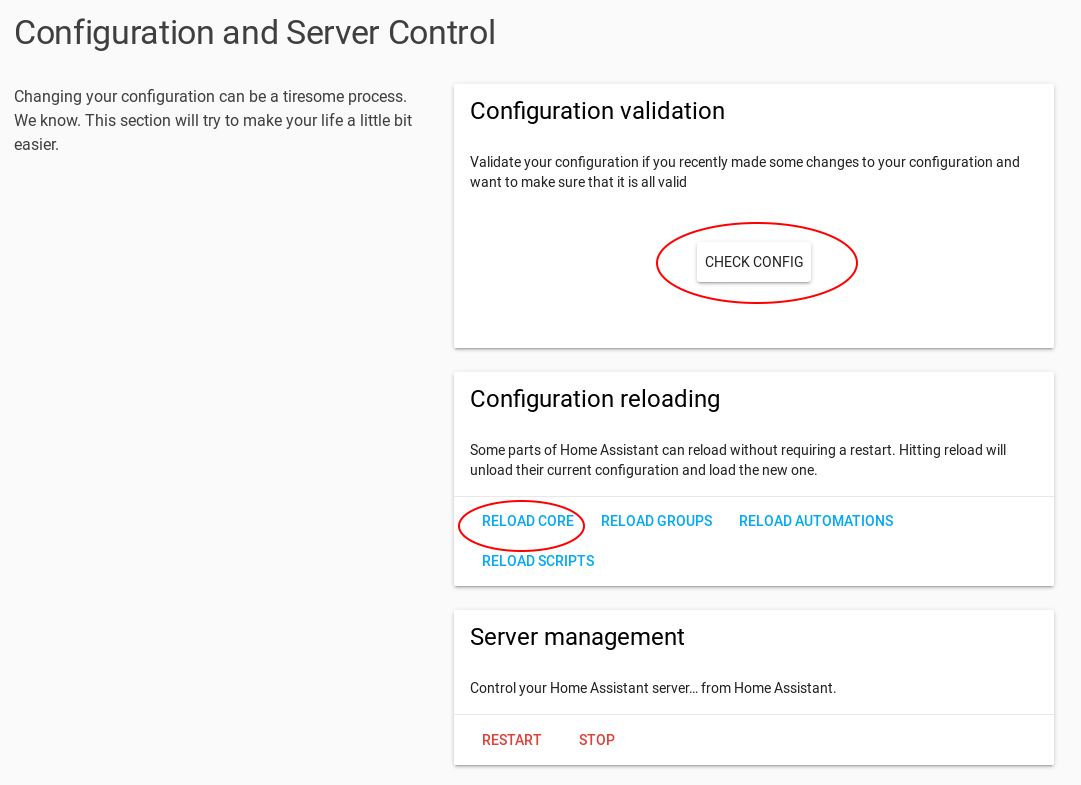 Configuration and Server Control
Changing your configuration can be a tiresome process.
We know. This section will try to make your life a little bit
easier.
Configuration validation
Validate your configuration if you recently made some changes to your configuration and
want to make sure that it is all valid
CHECK CONFIG
Configuration reloading
Some parts of Home Assistant can reload without requiring a restart. Hitting reload will
unload their current configuration and load the new one.
RELOAD CORE RELOAD GROUPS RELOAD AUTOMATIONS
RELOAD SCRIPTS
Server management
Control your Home Assistant server… from Home Assistant.
RESTART STOP